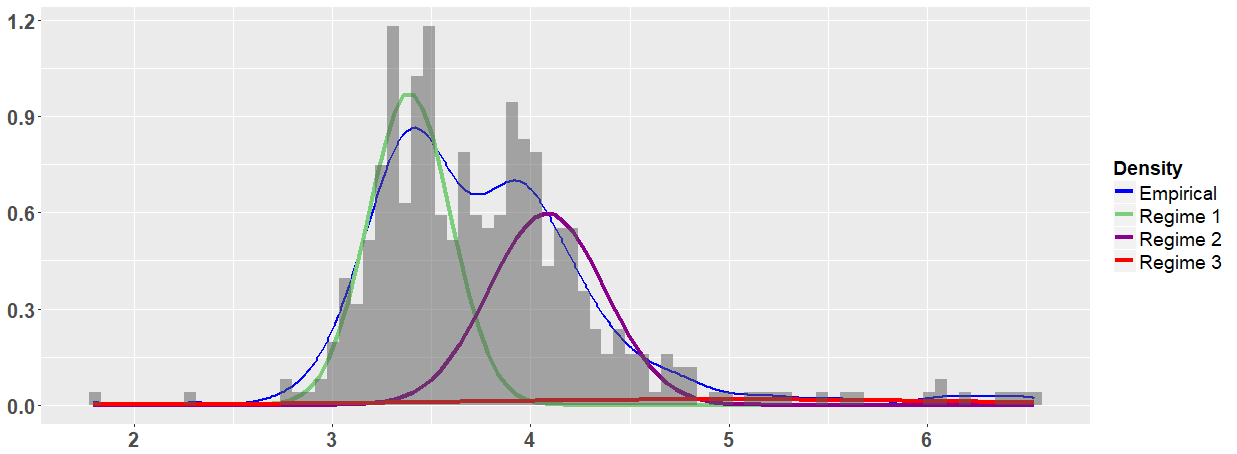 1.2
0.9
0.6
0.3
0.0
2 3 4 5 6
Density
Empirical
Regime 1
Regime 2
Regime 3